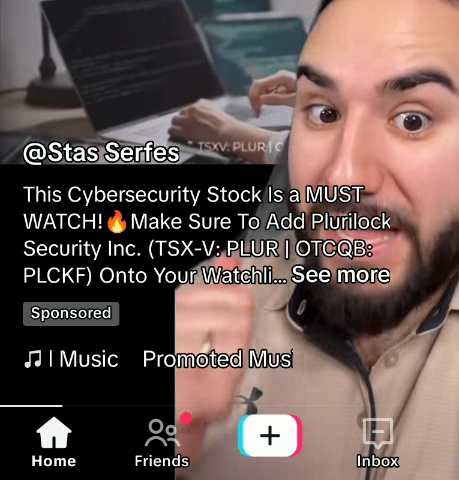 TSXV: PLUR | C
@Stas Serfes
This Cybersecurity Stock Is a MUST
WATCH!🔥Make Sure To Add Plurilock
Security Inc. (TSX-V: PLUR | OTCQB:
PLCKF) Onto Your Watchli... See more
Sponsored
Music Promoted Musi
Home Friends Inbox